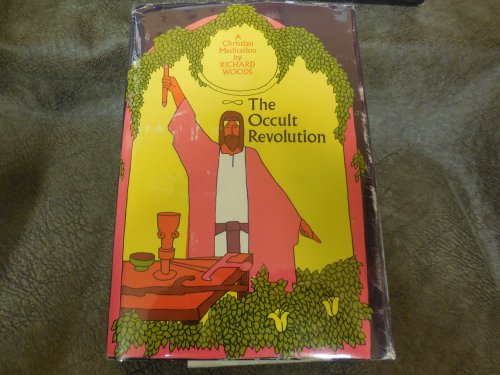 A
Christian
Meditation by
RICHARD
WOODS
The
Occult
Revolution